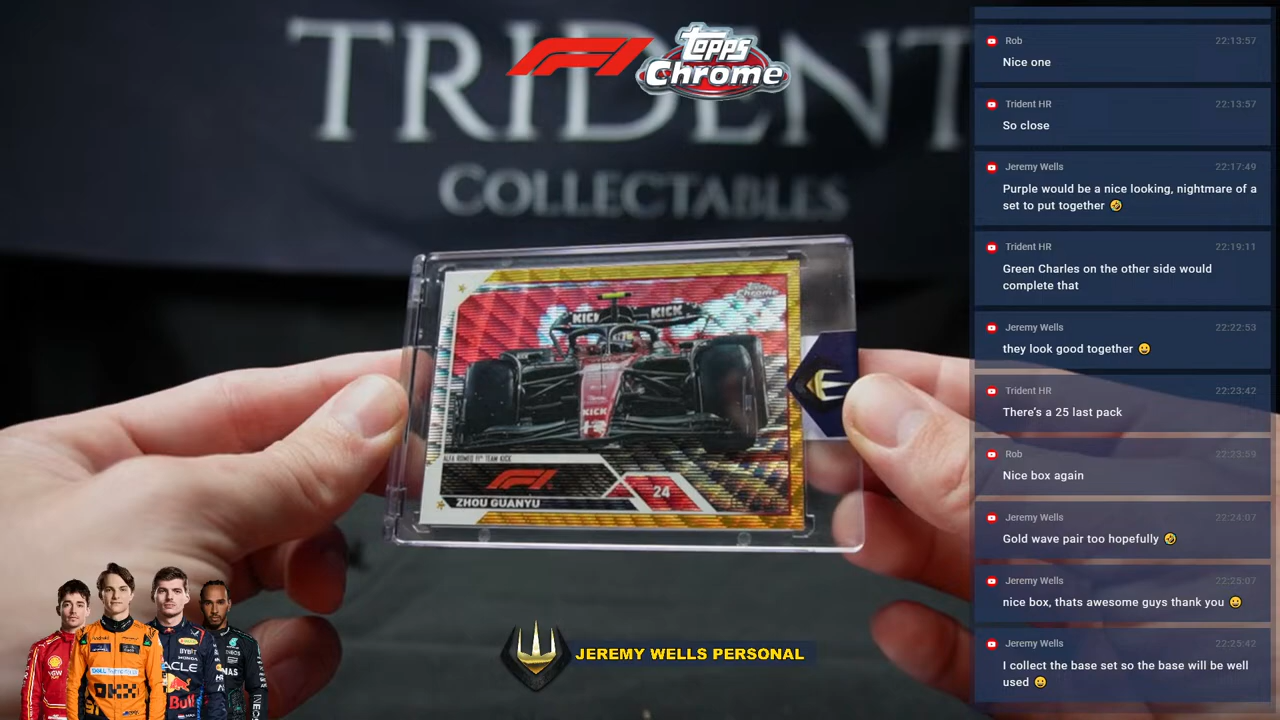 TRIDENT
COLLECTABLES
F1
Topps
Chrome
Topps
Chrome
KICK
KICK
KICK
ALFA ROMEO F1® TEAM KICK
F1
24
ZHOU GUANYU
JEREMY WELLS PERSONAL
Rob 22:13:57
Nice one
Trident HR 22:13:57
So close
Jeremy Wells 22:17:49
Purple would be a nice looking, nightmare of a
set to put together 🤣
Trident HR 22:19:11
Green Charles on the other side would
complete that
Jeremy Wells 22:22:53
they look good together 😀
Trident HR 22:23:42
There's a 25 last pack
Rob 22:23:59
Nice box again
Jeremy Wells 22:24:07
Gold wave pair too hopefully 🤣
Jeremy Wells 22:25:07
nice box, thats awesome guys thank you 😀
Jeremy Wells 22:25:42
I collect the base set so the base will be well
used 😀